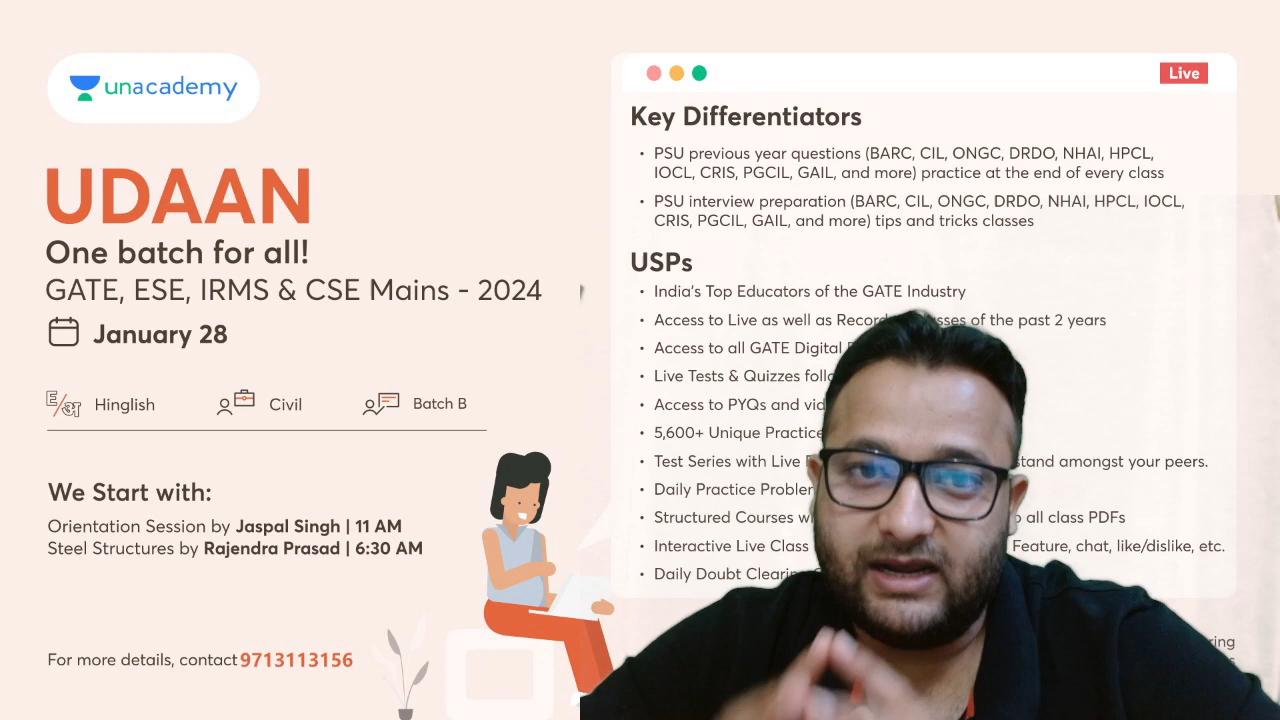 unacademy
UDAAN
One batch for all!
GATE, ESE, IRMS & CSE Mains - 2024
January 28
E/अ Hinglish Civil Batch B
We Start with:
Orientation Session by Jaspal Singh | 11 AM
Steel Structures by Rajendra Prasad | 6:30 AM
For more details, contact 9713113156
Live
Key Differentiators
• PSU previous year questions (BARC, CIL, ONGC, DRDO, NHAI, HPCL,
IOCL, CRIS, PGCIL, GAIL, and more) practice at the end of every class
• PSU interview preparation (BARC, CIL, ONGC, DRDO, NHAI, HPCL, IOCL,
CRIS, PGCIL, GAIL, and more) tips and tricks classes
USPs
• India's Top Educators of the GATE Industry
• Access to Live as well as of the past 2 years
• Access to all GATE Digital
• Live Tests & Quizzes
• Access to PYQs and
• 5,600+ Unique Practice
• Test Series with Live amongst your peers.
• Daily Practice
• Structured Courses all class PDFs
• Interactive Live Class Feature, chat, like/dislike, etc.
• Daily Doubt